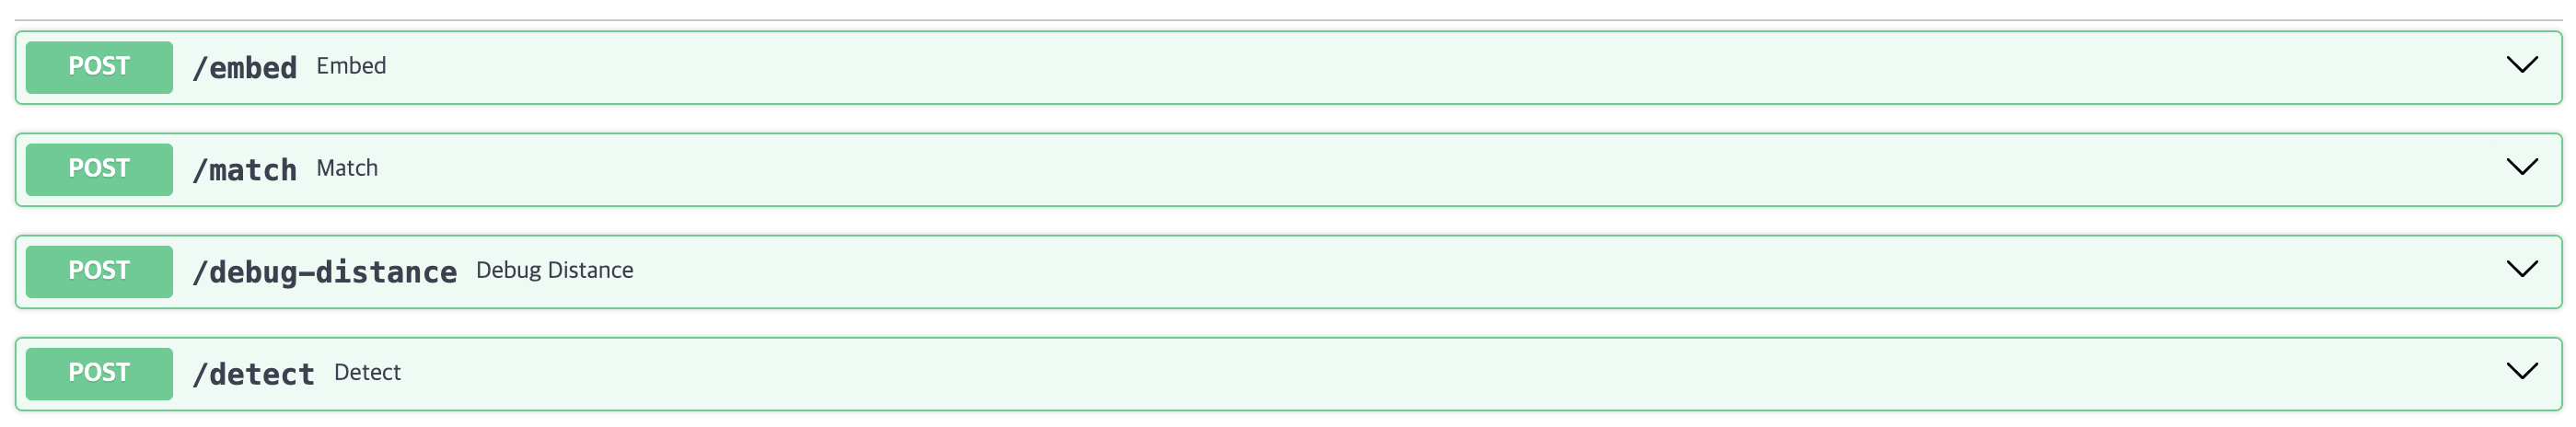 POST /embed Embed
POST /match Match
POST /debug-distance Debug Distance
POST /detect Detect